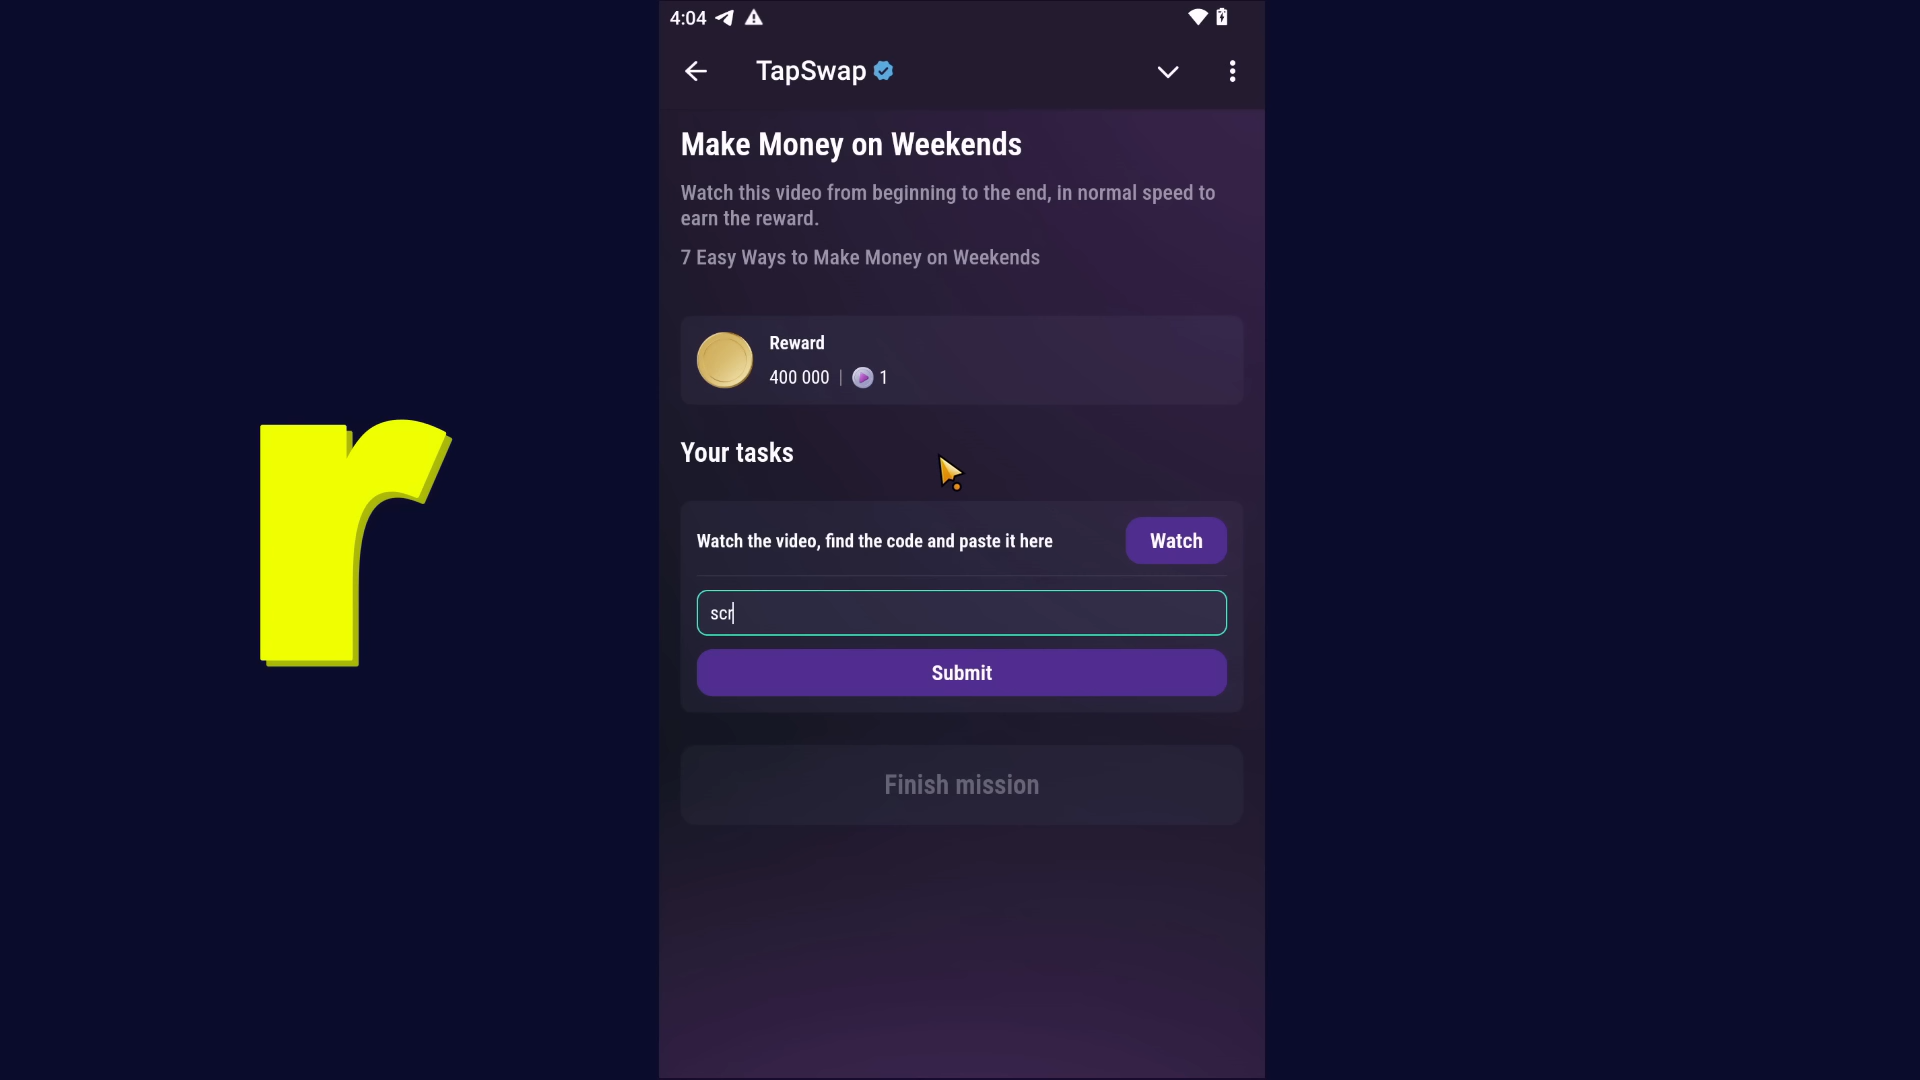 4:04
TapSwap
Make Money on Weekends
Watch this video from beginning to the end, in normal speed to
earn the reward.
7 Easy Ways to Make Money on Weekends
Reward
400 000 | 1
Your tasks
r
Watch the video, find the code and paste it here
Watch
scr
Submit
Finish mission